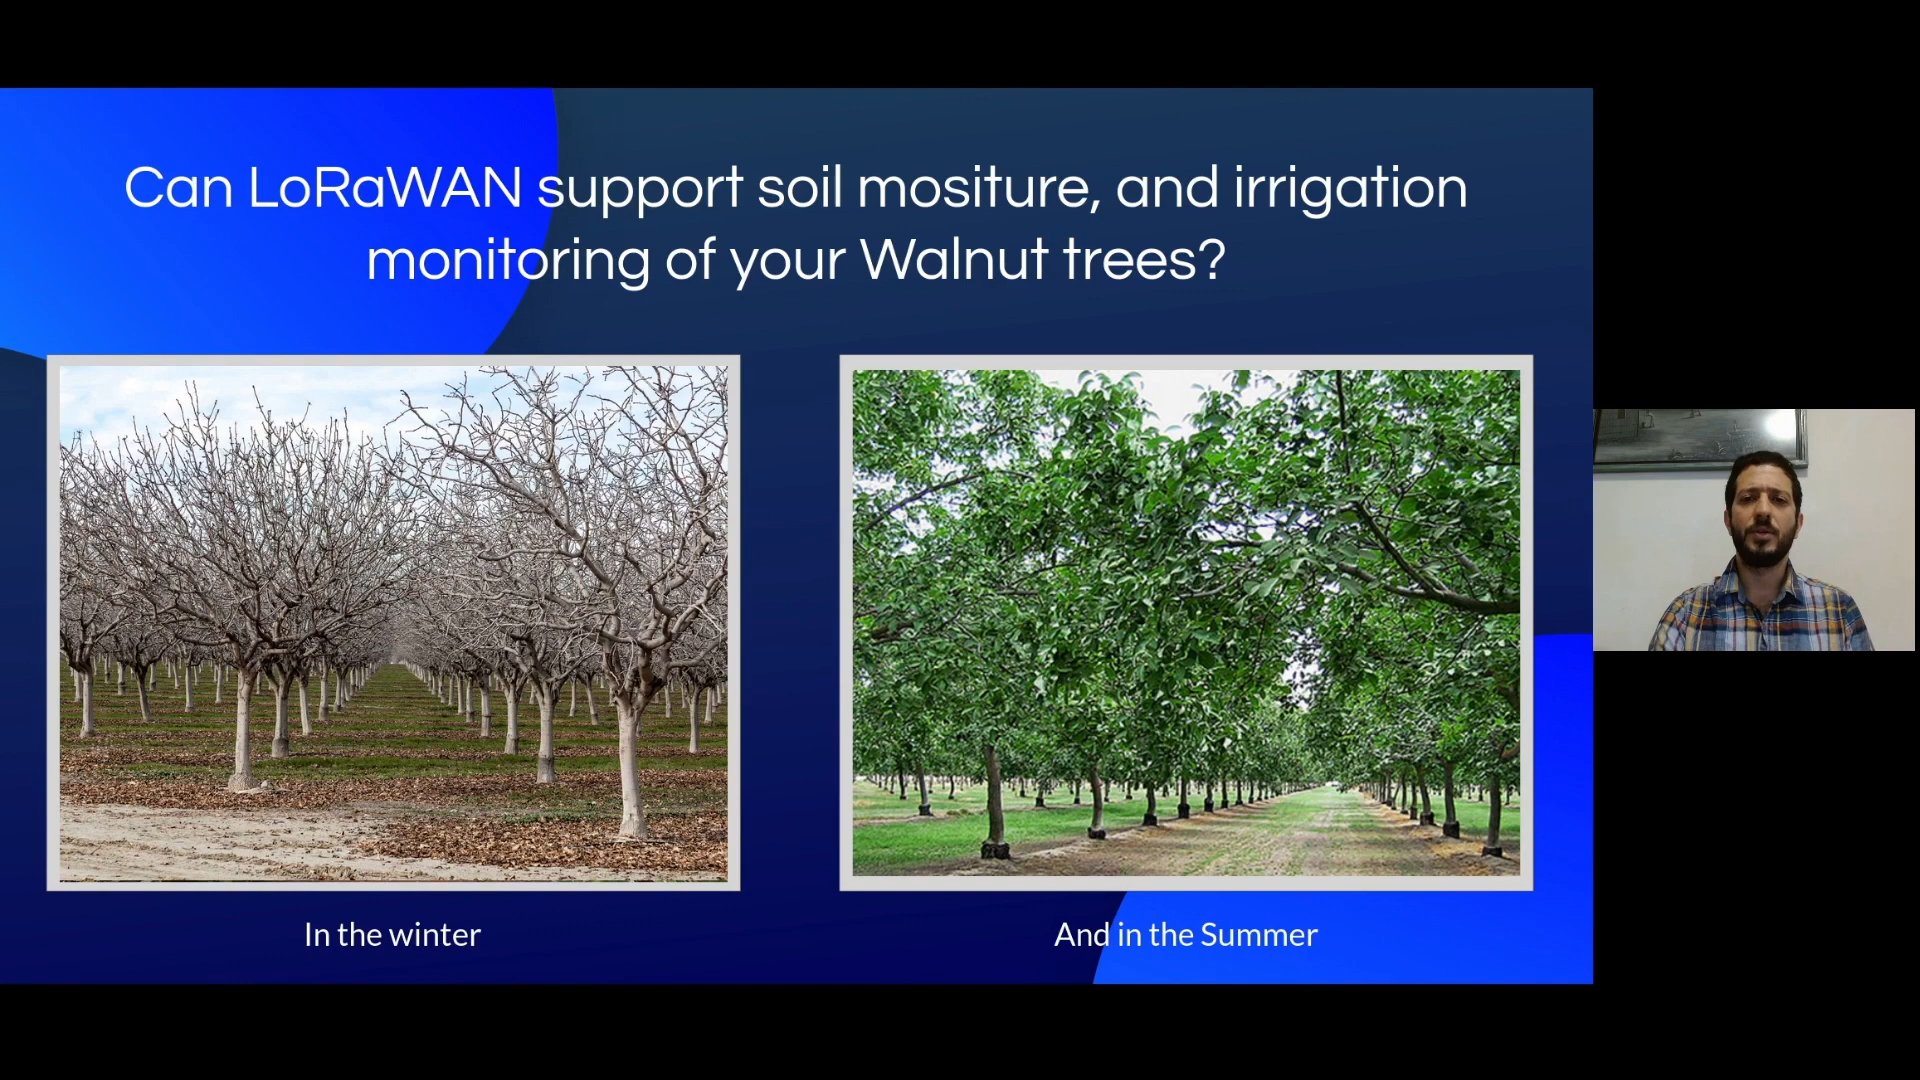 Can LoRaWAN support soil mositure, and irrigation
monitoring of your Walnut trees?
In the winter
And in the Summer